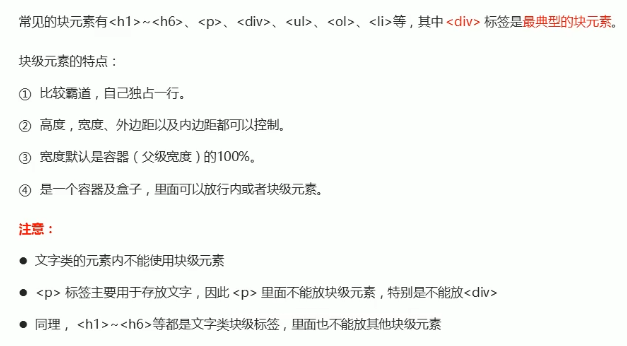 常见的块元素有<h1>~<h6>、<p>、<div>、<ul>、<ol>、<li>等，其中 <div> 标签是最典型的块元素。
块级元素的特点：
① 比较霸道，自己独占一行。
② 高度，宽度、外边距以及内边距都可以控制。
③ 宽度默认是容器（父级宽度）的100%。
④ 是一个容器及盒子，里面可以放行内或者块级元素。
注意：
● 文字类的元素内不能使用块级元素
● <p> 标签主要用于存放文字，因此 <p> 里面不能放块级元素，特别是不能放<div>
● 同理， <h1>~<h6>等都是文字类块级标签，里面也不能放其他块级元素